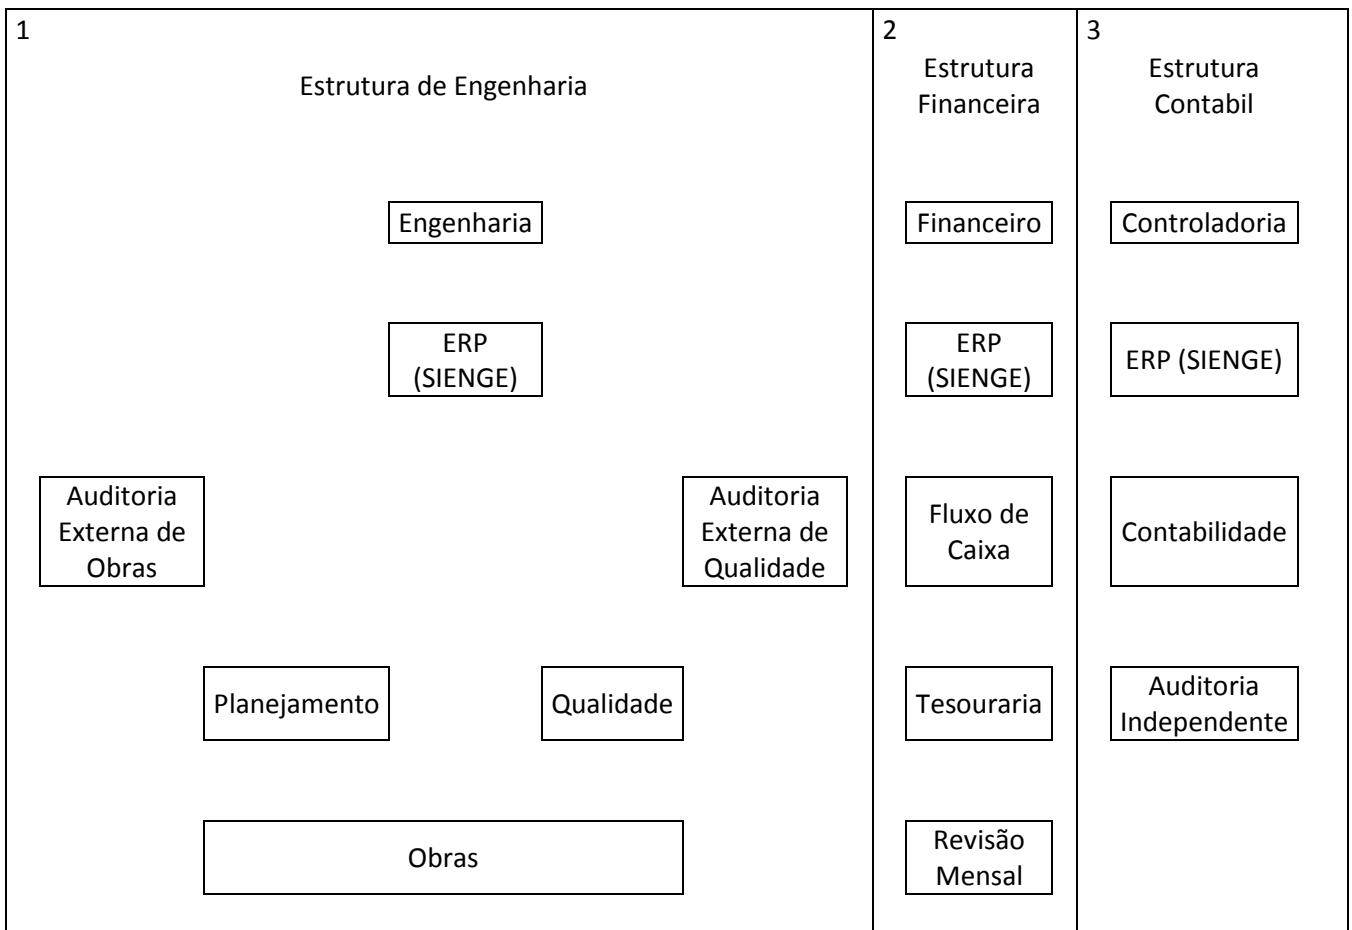 1
Estrutura de Engenharia
Engenharia
ERP
(SIENGE)
Auditoria
Externa de
Obras
Auditoria
Externa de
Qualidade
Planejamento
Qualidade
Obras
2
Estrutura
Financeira
Financeiro
ERP
(SIENGE)
Fluxo de
Caixa
Tesouraria
Revisão
Mensal
3
Estrutura
Contabil
Controladoria
ERP (SIENGE)
Contabilidade
Auditoria
Independente